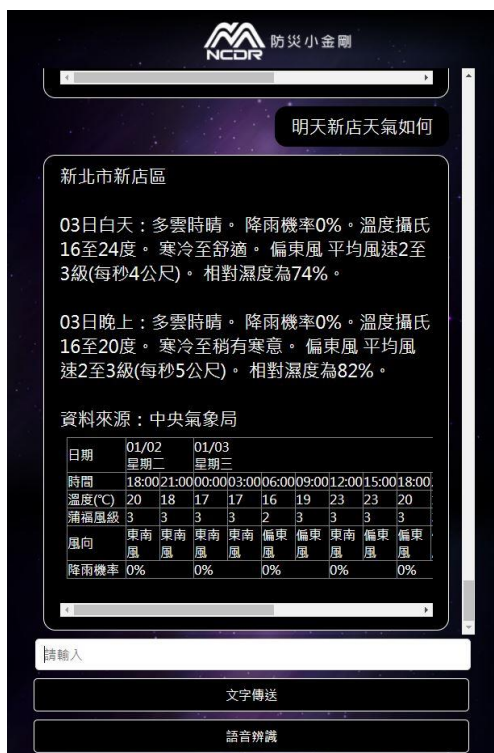 NCDR 防災小金剛
明天新店天氣如何
新北市新店區
03日白天：多雲時晴。 降雨機率0%。溫度攝氏
16至24度。 寒冷至舒適。 偏東風 平均風速2至
3級(每秒4公尺)。 相對濕度為74%。
03日晚上：多雲時晴。 降雨機率0%。溫度攝氏
16至20度。 寒冷至稍有寒意。 偏東風 平均風
速2至3級(每秒5公尺)。 相對濕度為82%。
資料來源：中央氣象局
日期 01/02 01/03
星期二 星期三
時間 18:00 21:00 00:00 03:00 06:00 09:00 12:00 15:00 18:00
溫度(℃) 20 18 17 17 16 19 23 23 20
蒲福風級 3 3 3 3 2 3 3 3 3
風向 東南風 東南風 東南風 東南風 偏東風 偏東風 東南風 偏東風 偏東風
降雨機率 0% 0% 0% 0% 0%
請輸入
文字傳送
語音辨識